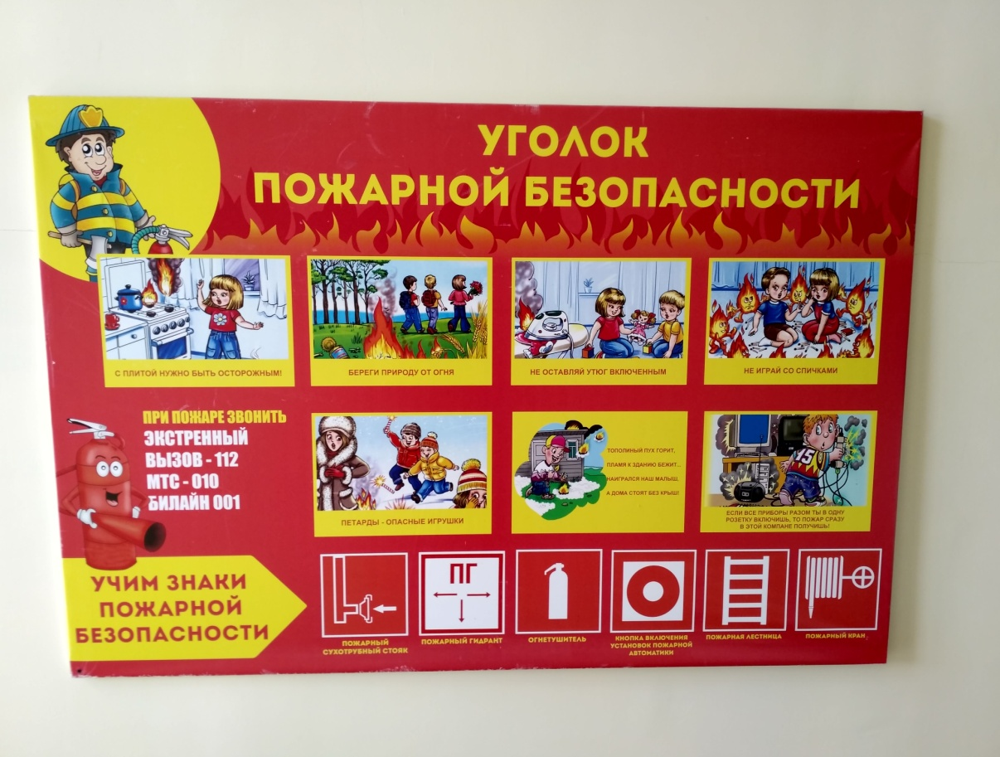 УГОЛОК
ПОЖАРНОЙ БЕЗОПАСНОСТИ
С ПЛИТОЙ НУЖНО БЫТЬ ОСТОРОЖНЫМ!
БЕРЕГИ ПРИРОДУ ОТ ОГНЯ
НЕ ОСТАВЛЯЙ УТЮГ ВКЛЮЧЕННЫМ
НЕ ИГРАЙ СО СПИЧКАМИ
ПРИ ПОЖАРЕ ЗВОНИТЬ
ЭКСТРЕННЫЙ
ВЫЗОВ - 112
МТС - 010
БИЛАЙН 001
ПЕТАРДЫ - ОПАСНЫЕ ИГРУШКИ
ТОПОЛИНЫЙ ПУХ ГОРИТ,
ПЛАМЯ К ЗДАНИЮ БЕЖИТ...
НАИГРАЛСЯ НАШ МАЛЫШ,
А ДОМА СТОЯТ БЕЗ КРЫШ!
15
ЕСЛИ ВСЕ ПРИБОРЫ РАЗОМ ТЫ В ОДНУ
РОЗЕТКУ ВКЛЮЧИШЬ, ТО ПОЖАР СРАЗУ
В ЭТОЙ КОМПАНЕ ПОЛУЧИШЬ!
УЧИМ ЗНАКИ
ПОЖАРНОЙ
БЕЗОПАСНОСТИ
ПОЖАРНЫЙ
СУХОТРУБНЫЙ СТОЯК
ПГ
ПОЖАРНЫЙ ГИДРАНТ
ОГНЕТУШИТЕЛЬ
КНОПКА ВКЛЮЧЕНИЯ
УСТАНОВОК ПОЖАРНОЙ
АВТОМАТИКИ
ПОЖАРНАЯ ЛЕСТНИЦА
ПОЖАРНЫЙ КРАН